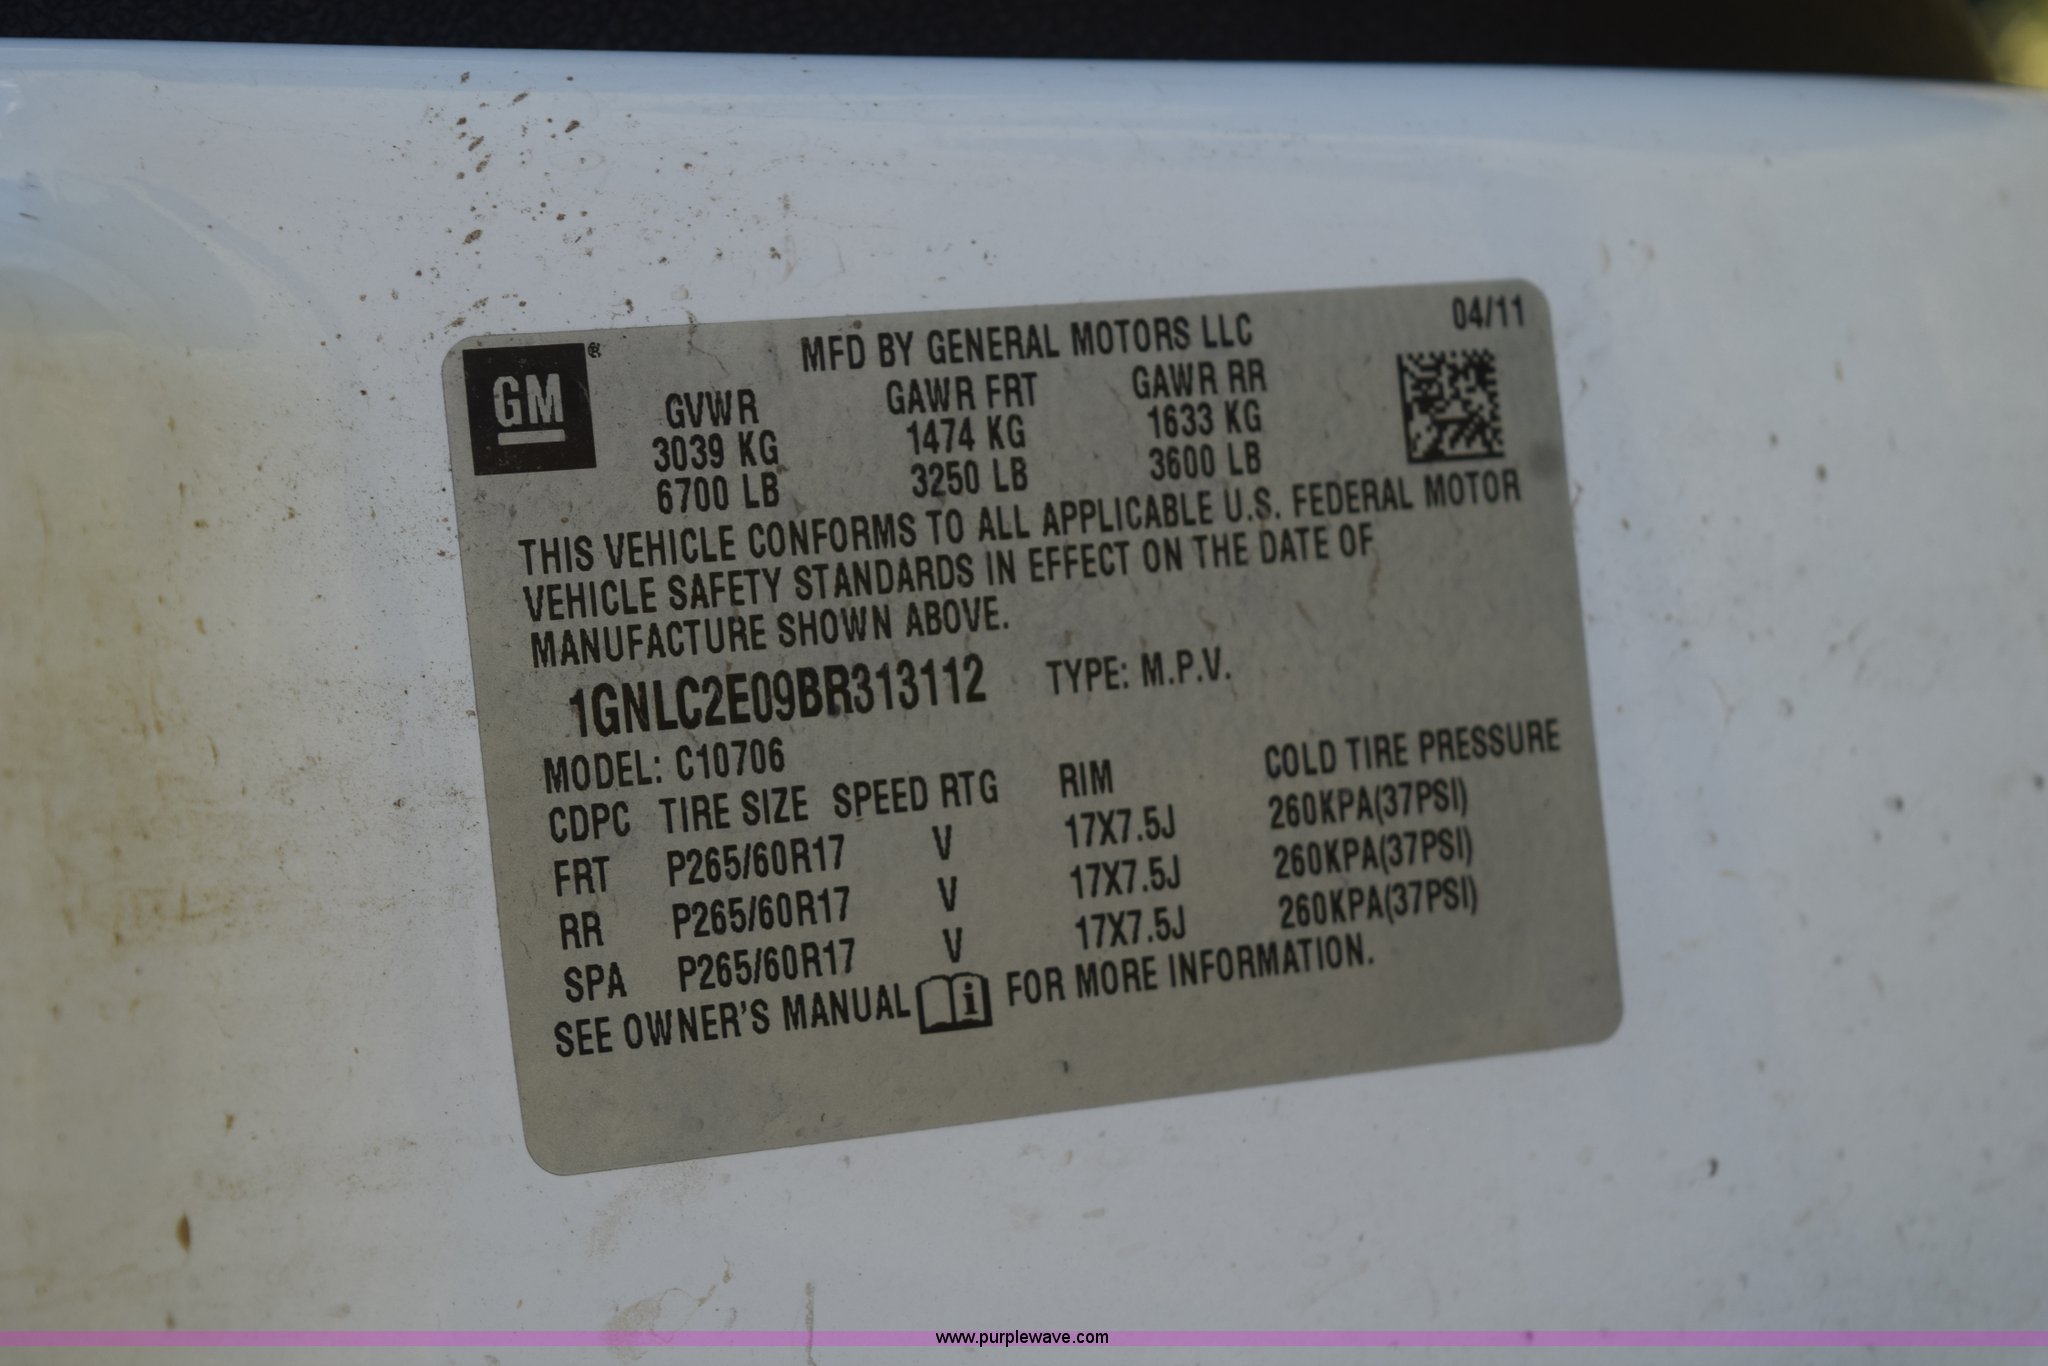 04/11
MFD BY GENERAL MOTORS LLC
GM®
GVWR GAWR FRT GAWR RR
3039 KG 1474 KG 1633 KG
6700 LB 3250 LB 3600 LB
THIS VEHICLE CONFORMS TO ALL APPLICABLE U.S. FEDERAL MOTOR
VEHICLE SAFETY STANDARDS IN EFFECT ON THE DATE OF
MANUFACTURE SHOWN ABOVE.
1GNLC2E09BR313112 TYPE: M.P.V.
MODEL: C10706
CDPC TIRE SIZE SPEED RTG RIM COLD TIRE PRESSURE
FRT P265/60R17 V 17X7.5J 260KPA(37PSI)
RR P265/60R17 V 17X7.5J 260KPA(37PSI)
SPA P265/60R17 V 17X7.5J 260KPA(37PSI)
SEE OWNER'S MANUAL i FOR MORE INFORMATION.
www.purplewave.com